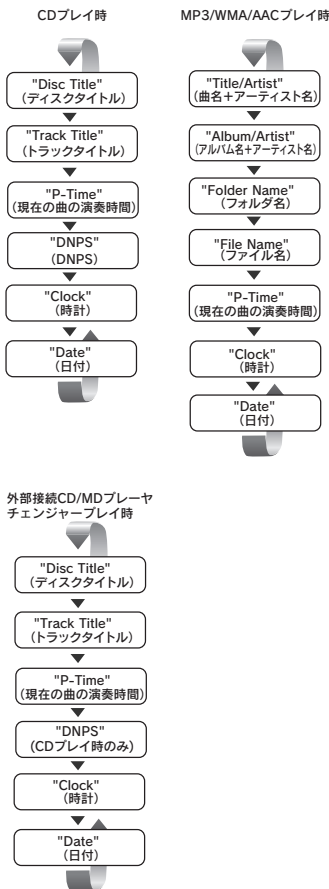 CDプレイ時
"Disc Title"
（ディスクタイトル）
"Track Title"
（トラックタイトル）
"P-Time"
（現在の曲の演奏時間）
"DNPS"
（DNPS）
"Clock"
（時計）
"Date"
（日付）
MP3/WMA/AACプレイ時
"Title/Artist"
（曲名＋アーティスト名）
"Album/Artist"
（アルバム名＋アーティスト名）
"Folder Name"
（フォルダ名）
"File Name"
（ファイル名）
"P-Time"
（現在の曲の演奏時間）
"Clock"
（時計）
"Date"
（日付）
外部接続CD/MDプレーヤ
チェンジャープレイ時
"Disc Title"
（ディスクタイトル）
"Track Title"
（トラックタイトル）
"P-Time"
（現在の曲の演奏時間）
"DNPS"
（CDプレイ時のみ）
"Clock"
（時計）
"Date"
（日付）